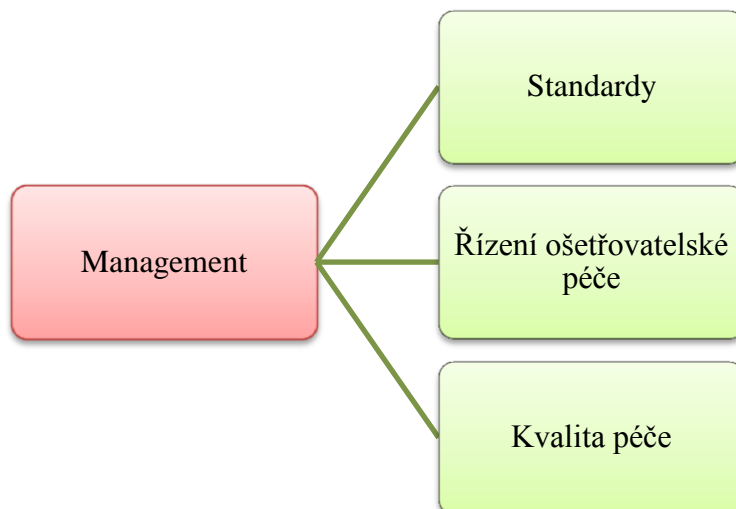 Standardy
Management
Řízení ošetřovatelské
péče
Kvalita péče